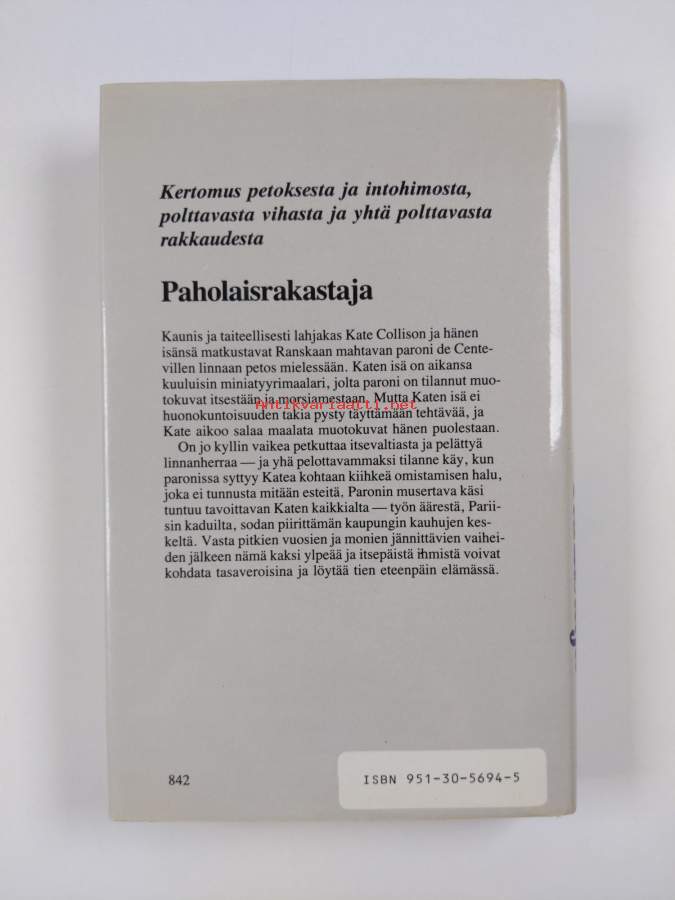 Kertomus petoksesta ja intohimosta,
polttavasta vihasta ja yhtä polttavasta
rakkaudesta
Paholaisrakastaja
Kaunis ja taiteellisesti lahjakas Kate Collison ja hänen
isänsä matkustavat Ranskaan mahtavan paroni de Cente-
villen linnaan petos mielessään. Katen isä on aikansa
kuuluisin miniatyyrimaalari, jolta paroni on tilannut muo-
tokuvat itsestään ja morsiamestaan. Mutta Katen isä ei
Antikvariaatti.net
huonokuntoisuuden takia pysty täyttämään tehtävää, ja
Kate aikoo salaa maalata muotokuvat hänen puolestaan.
On jo kyllin vaikea petkuttaa itsevaltiasta ja pelättyä
linnanherraa — ja yhä pelottavammaksi tilanne käy, kun
paronissa syttyy Katea kohtaan kiihkeä omistamisen halu,
joka ei tunnusta mitään esteitä. Paronin musertava käsi
tuntuu tavoittavan Katen kaikkialta — työn äärestä, Parii-
sin kaduilta, sodan piirittämän kaupungin kauhujen kes-
keltä. Vasta pitkien vuosien ja monien jännittävien vaihei-
den jälkeen nämä kaksi ylpeää ja itsepäistä ihmistä voivat
kohdata tasaveroisina ja löytää tien eteenpäin elämässä.
842
ISBN 951-30-5694-5